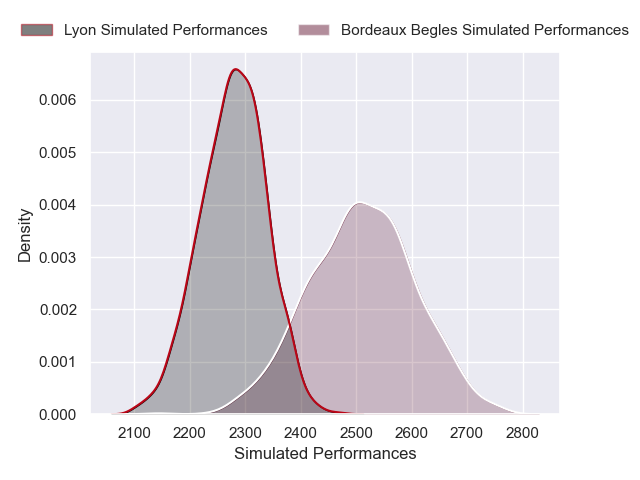 Lyon Simulated Performances
Bordeaux Begles Simulated Performances
0.006
0.005
0.004
0.003
0.002
0.001
0.000
Density
2100 2200 2300 2400 2500 2600 2700 2800
Simulated Performances